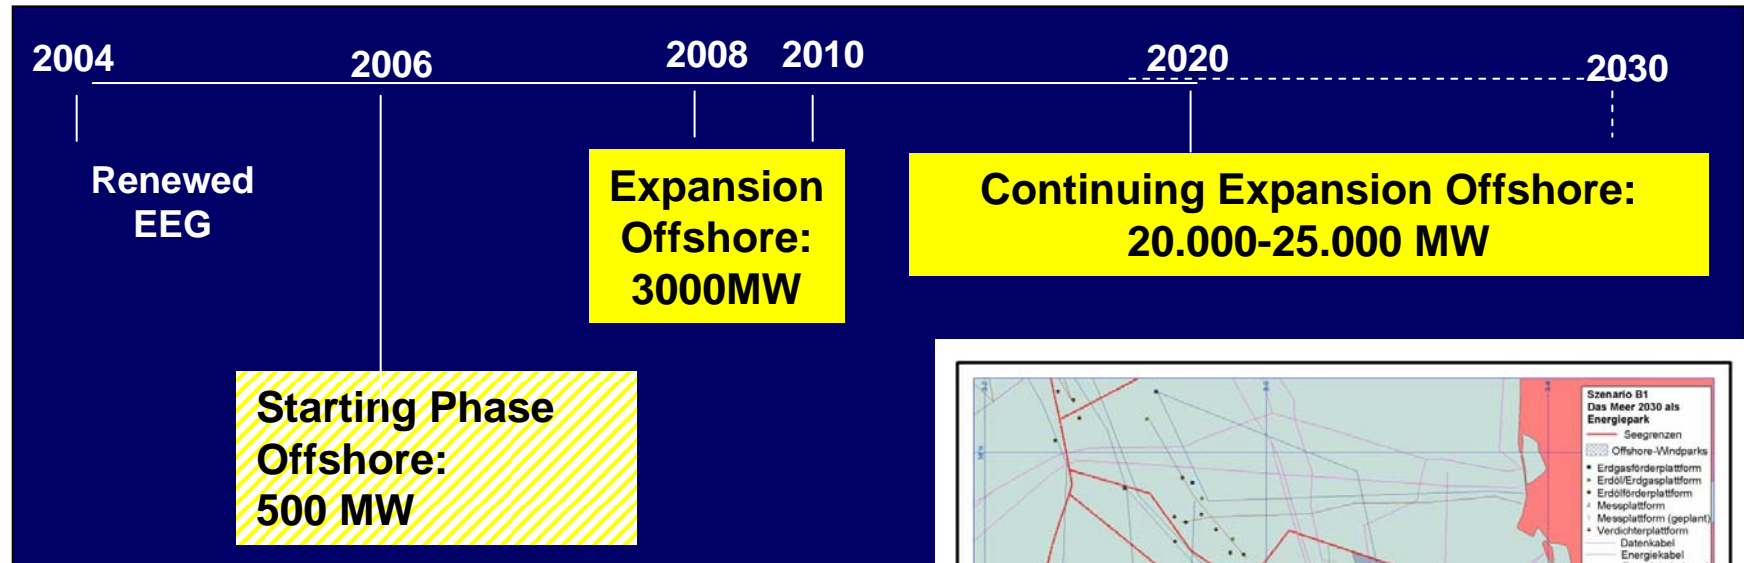 2004
2006
2008
2010
2020
2030
Renewed
EEG
Expansion
Offshore:
3000MW
Continuing Expansion Offshore:
20.000-25.000 MW
Starting Phase
Offshore:
500 MW
Szenario B1
Das Meer 2030 als
Energiepark
Seegrenzen
Offshore-Windparks
Erdgasförderplattform
Erdöl/Erdgasplattform
Erdölförderplattform
Messplattform
Messplattform (geplant)
Verdichterplattform
Datenkabel
Energiekabel